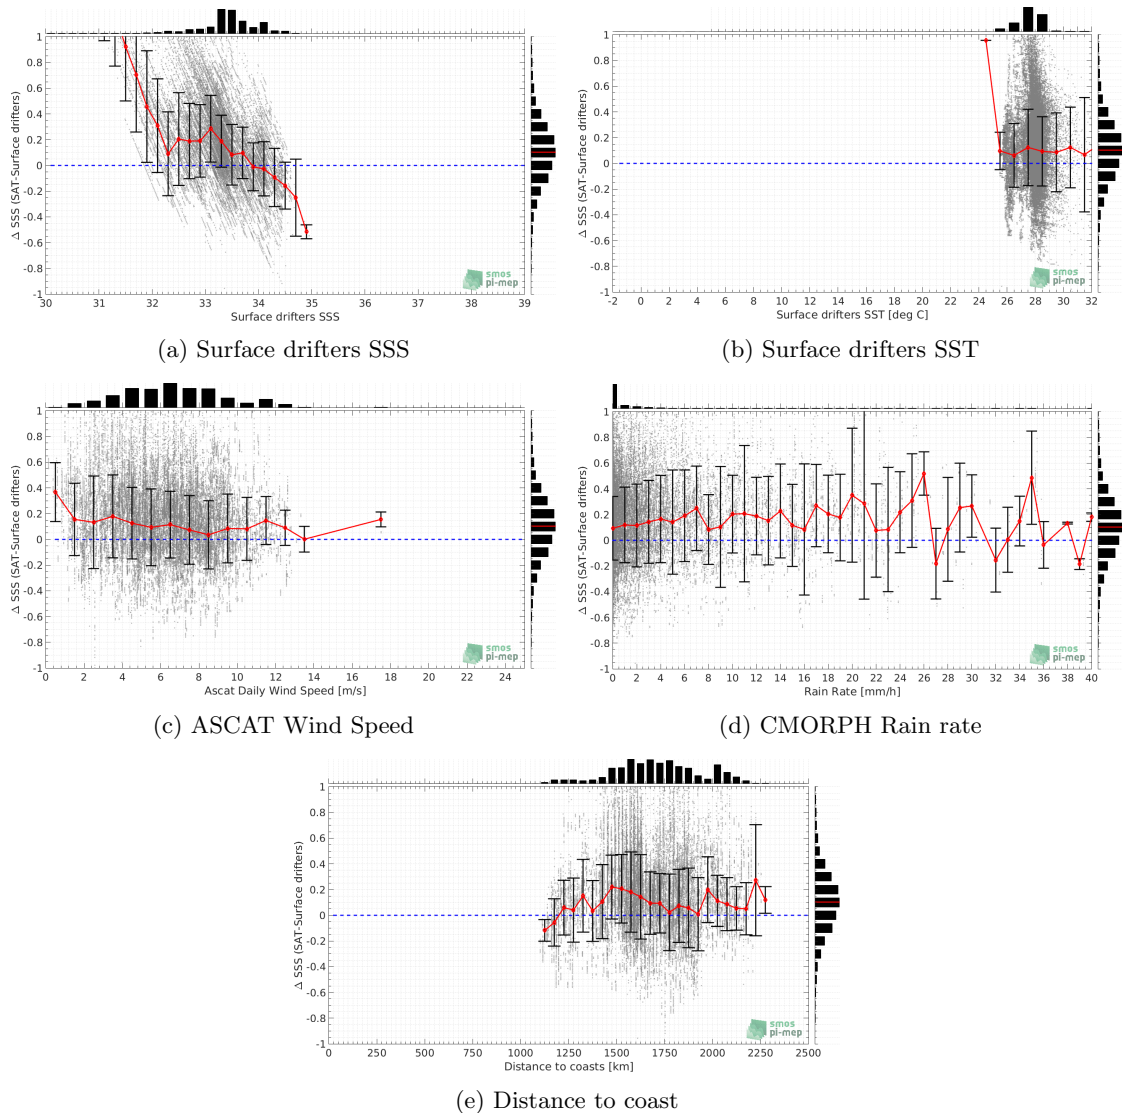 Δ SSS (SAT-Surface drifters)
1
0.8
0.6
0.4
0.2
0
-0.2
-0.4
-0.6
-0.8
-1
30 31 32 33 34 35 36 37 38 39
Surface drifters SSS
smos
pi-mep
(a) Surface drifters SSS
Δ SSS (SAT-Surface drifters)
1
0.8
0.6
0.4
0.2
0
-0.2
-0.4
-0.6
-0.8
-1
-2 0 2 4 6 8 10 12 14 16 18 20 22 24 26 28 30 32
Surface drifters SST [deg C]
smos
pi-mep
(b) Surface drifters SST
Δ SSS (SAT-Surface drifters)
1
0.8
0.6
0.4
0.2
0
-0.2
-0.4
-0.6
-0.8
-1
0 2 4 6 8 10 12 14 16 18 20 22 24
Ascat Daily Wind Speed [m/s]
smos
pi-mep
(c) ASCAT Wind Speed
Δ SSS (SAT-Surface drifters)
1
0.8
0.6
0.4
0.2
0
-0.2
-0.4
-0.6
-0.8
-1
0 2 4 6 8 10 12 14 16 18 20 22 24 26 28 30 32 34 36 38 40
Rain Rate [mm/h]
smos
pi-mep
(d) CMORPH Rain rate
Δ SSS (SAT-Surface drifters)
1
0.8
0.6
0.4
0.2
0
-0.2
-0.4
-0.6
-0.8
-1
0 250 500 750 1000 1250 1500 1750 2000 2250 2500
Distance to coasts [km]
smos
pi-mep
(e) Distance to coast